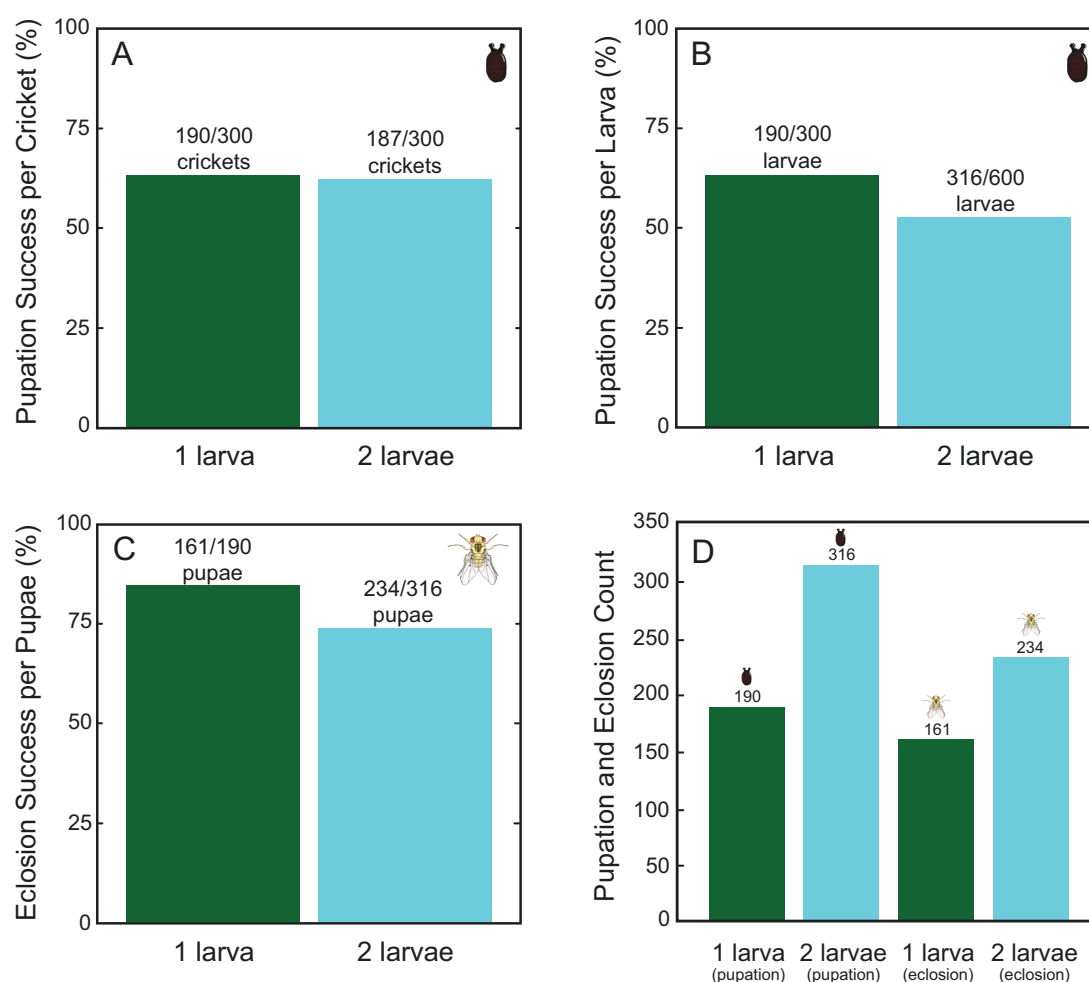 A
Pupation Success per Cricket (%)
100
75
50
25
0
190/300
crickets
187/300
crickets
1 larva
2 larvae
B
Pupation Success per Larva (%)
100
75
50
25
0
190/300
larvae
316/600
larvae
1 larva
2 larvae
C
Eclosion Success per Pupae (%)
100
75
50
25
0
161/190
pupae
234/316
pupae
1 larva
2 larvae
D
Pupation and Eclosion Count
350
300
250
200
150
100
50
0
190
316
161
234
1 larva
(pupation)
2 larvae
(pupation)
1 larva
(eclosion)
2 larvae
(eclosion)